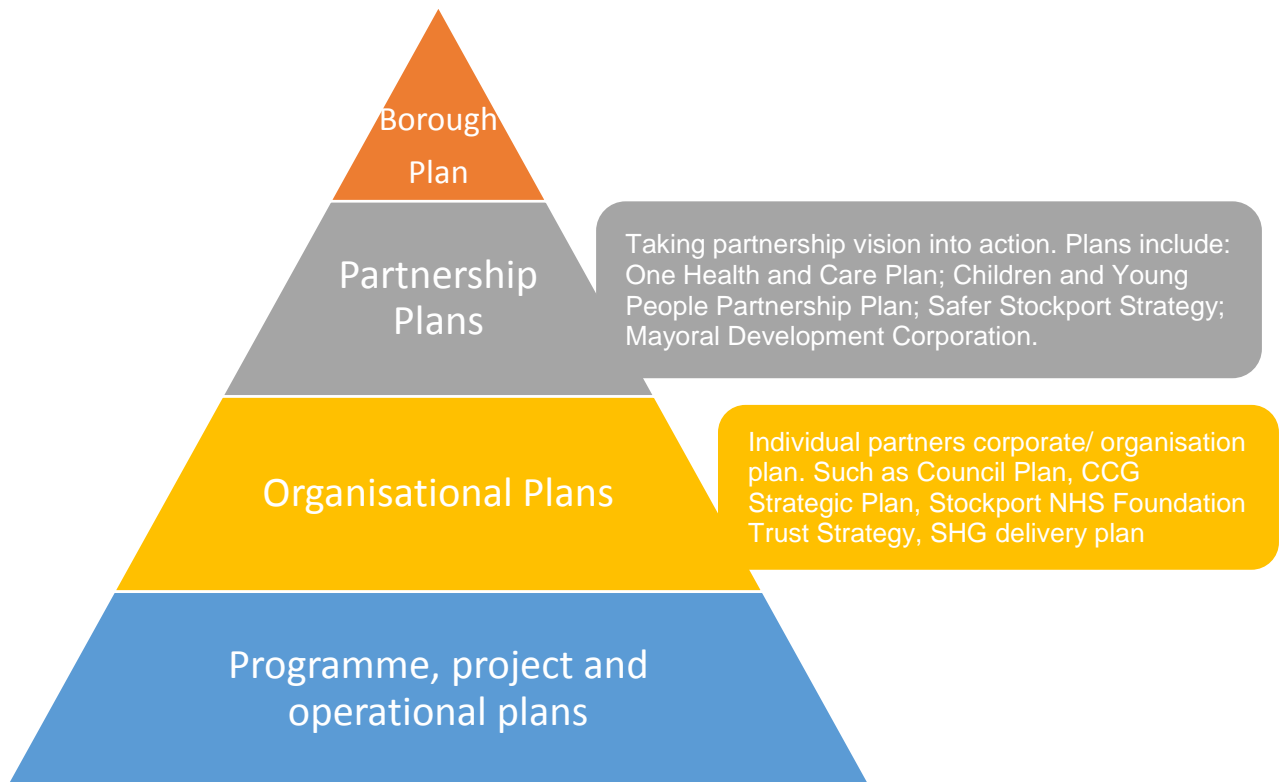 Borough
Plan
Partnership
Plans
Taking partnership vision into action. Plans include:
One Health and Care Plan; Children and Young
People Partnership Plan; Safer Stockport Strategy;
Mayoral Development Corporation.
Organisational Plans
Individual partners corporate/ organisation
plan. Such as Council Plan, CCG
Strategic Plan, Stockport NHS Foundation
Trust Strategy, SHG delivery plan
Programme, project and
operational plans